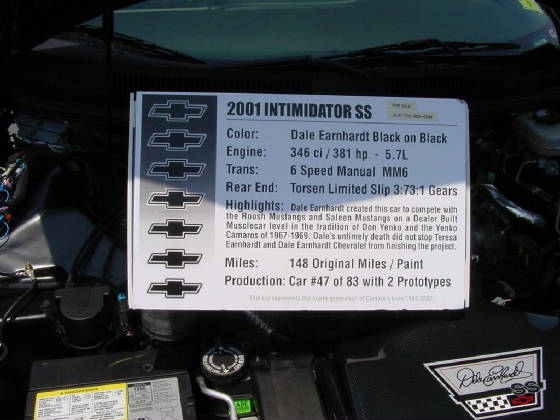 2001 INTIMIDATOR SS
FOR SALE
Color: Dale Earnhardt Black on Black
Engine: 346 ci / 381 hp - 5.7L
Trans: 6 Speed Manual MM6
Rear End: Torsen Limited Slip 3:73:1 Gears
Highlights: Dale Earnhardt created this car to compete with
the Roush Mustangs and Saleen Mustangs on a Dealer Built
Musclecar level in the tradition of Don Yenko and the Yenko
Camaros of 1967-1969. Dale's untimely death did not stop Teresa
Earnhardt and Dale Earnhardt Chevrolet from finishing the project.
Miles: 148 Original Miles / Paint
Production: Car #47 of 83 with 2 Prototypes
This car represents the fourth generation of Camaro's from 1993-2002
Dale Earnhardt
SS